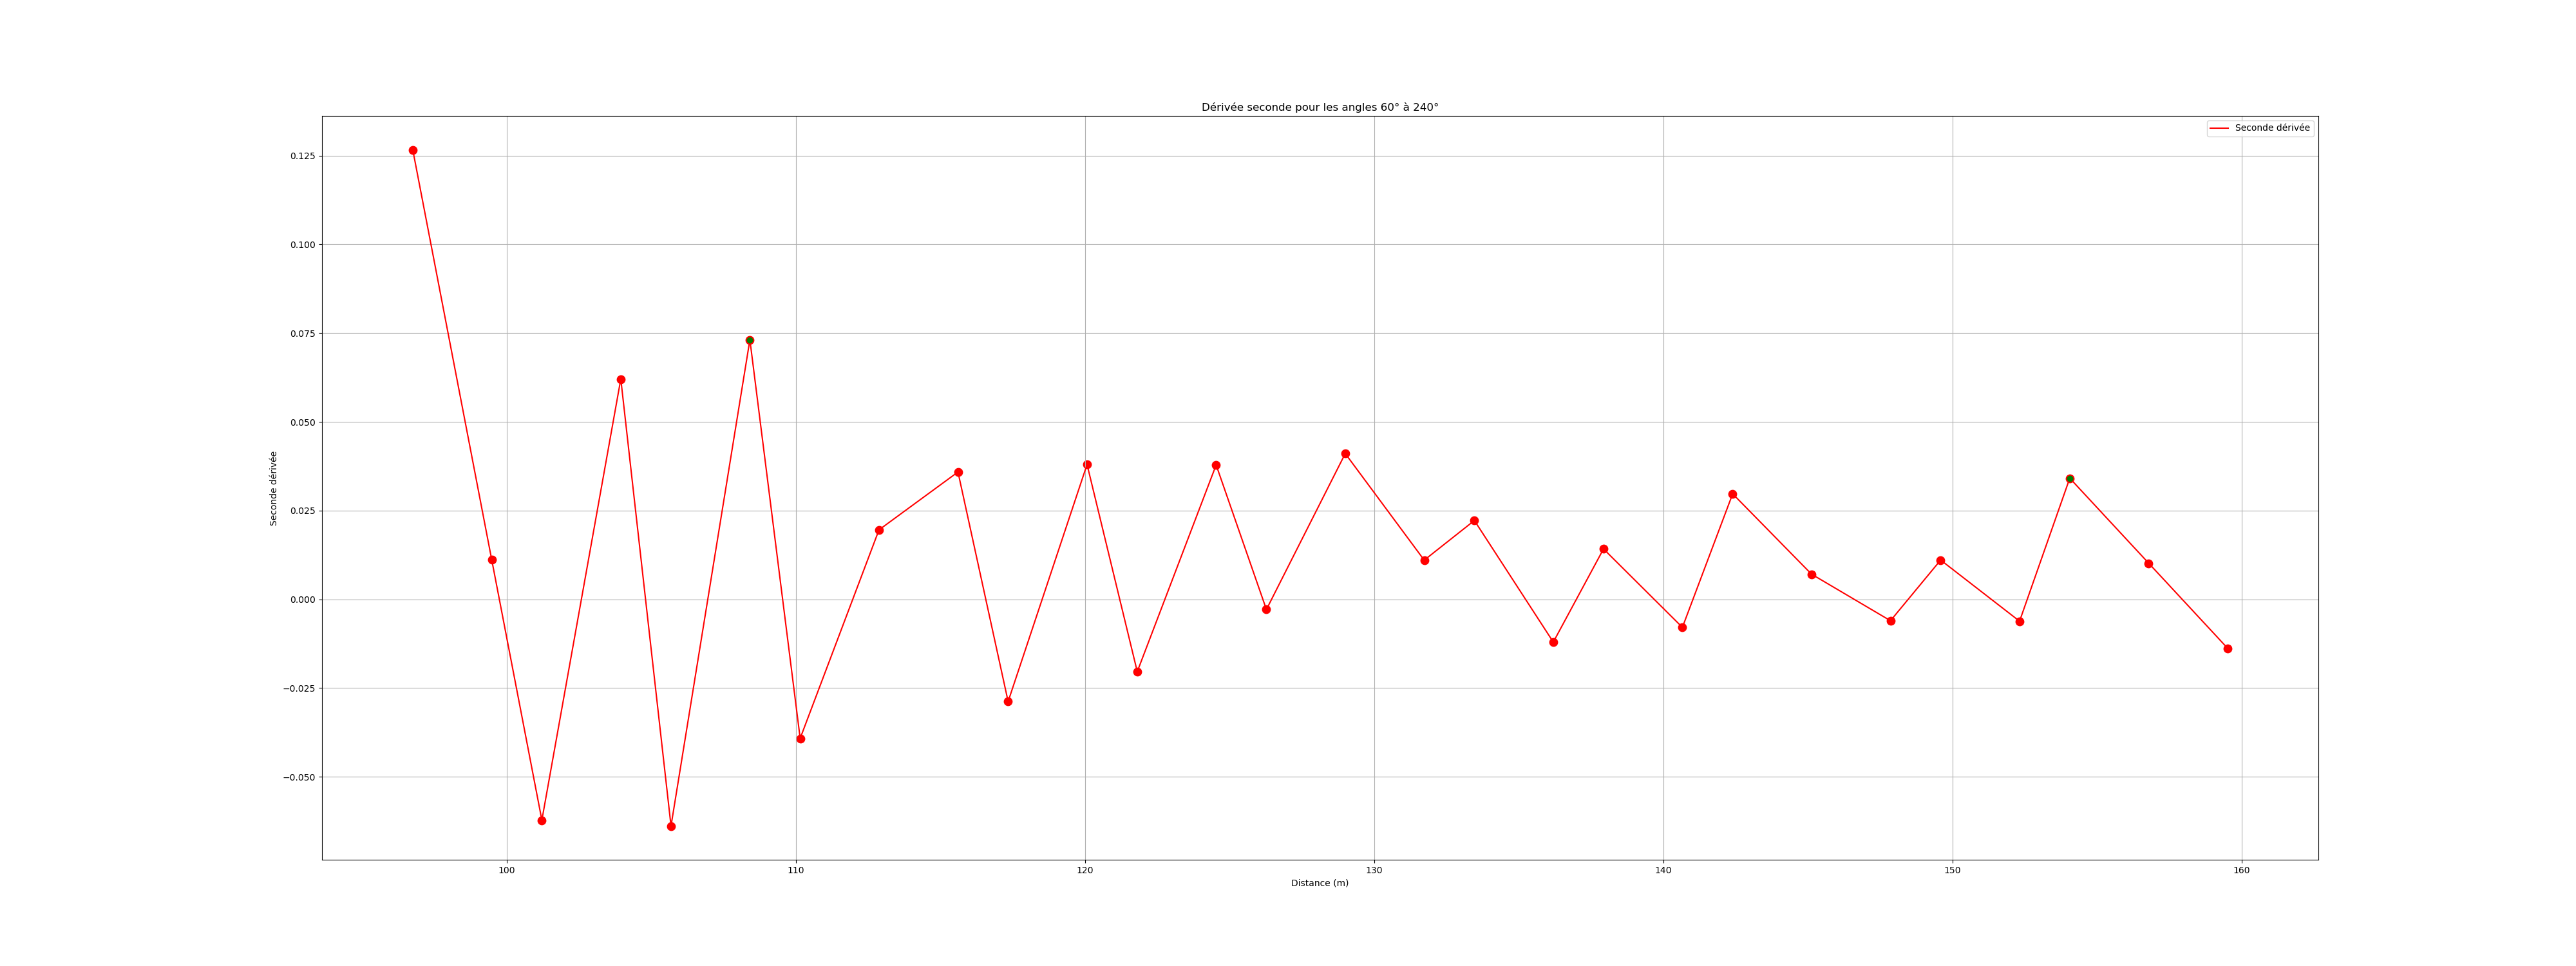 Dérivée seconde pour les angles 60° à 240°
Seconde dérivée
0.125
0.100
0.075
0.050
0.025
0.000
−0.025
−0.050
Seconde dérivée
100 110 120 130 140 150 160
Distance (m)